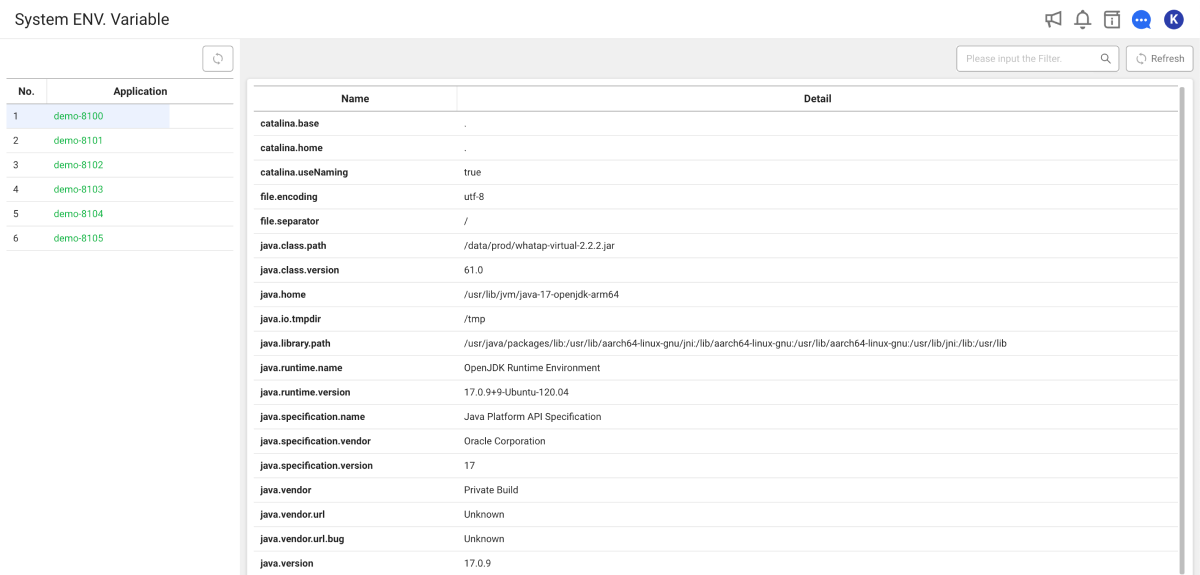 System ENV. Variable
K
Please input the Filter.
Refresh
No. Application
1 demo-8100
2 demo-8101
3 demo-8102
4 demo-8103
5 demo-8104
6 demo-8105
Name Detail
catalina.base .
catalina.home .
catalina.useNaming true
file.encoding utf-8
file.separator /
java.class.path /data/prod/whatap-virtual-2.2.2.jar
java.class.version 61.0
java.home /usr/lib/jvm/java-17-openjdk-arm64
java.io.tmpdir /tmp
java.library.path /usr/java/packages/lib:/usr/lib/aarch64-linux-gnu/jni:/lib/aarch64-linux-gnu:/usr/lib/aarch64-linux-gnu:/usr/lib/jni:/lib:/usr/lib
java.runtime.name OpenJDK Runtime Environment
java.runtime.version 17.0.9+9-Ubuntu-120.04
java.specification.name Java Platform API Specification
java.specification.vendor Oracle Corporation
java.specification.version 17
java.vendor Private Build
java.vendor.url Unknown
java.vendor.url.bug Unknown
java.version 17.0.9